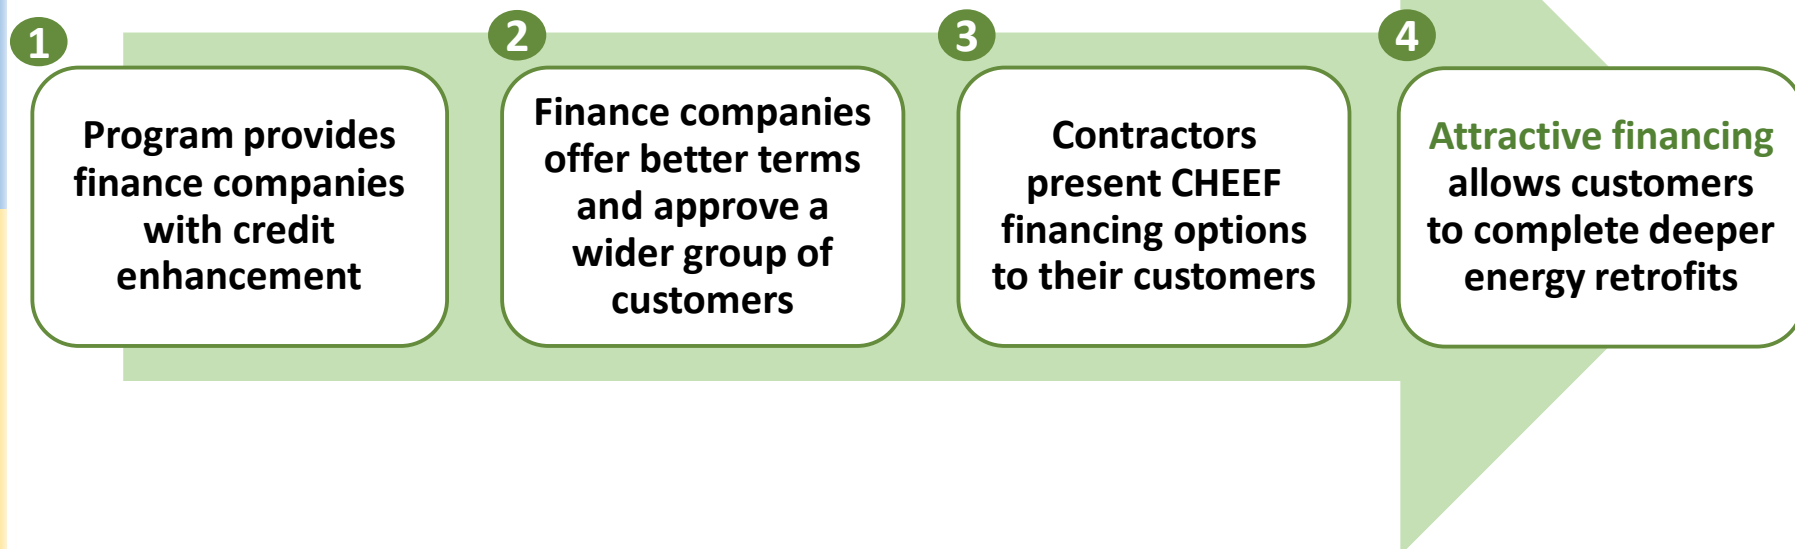 1
Program provides
finance companies
with credit
enhancement
2
Finance companies
offer better terms
and approve a
wider group of
customers
3
Contractors
present CHEEF
financing options
to their customers
4
Attractive financing
allows customers
to complete deeper
energy retrofits